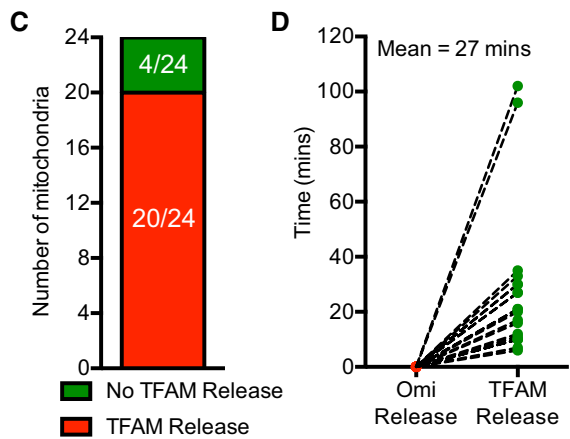 C
24
20
16
12
8
4
0
Number of mitochondria
4/24
20/24
No TFAM Release
TFAM Release
D
Mean = 27 mins
120
100
80
60
40
20
0
Time (mins)
Omi
Release
TFAM
Release